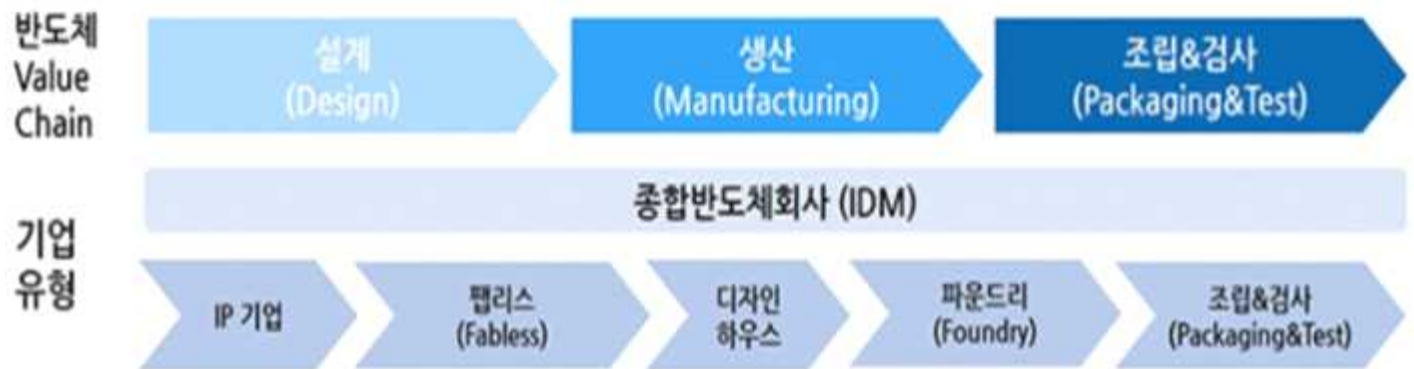 반도체
Value
Chain
설계
(Design)
생산
(Manufacturing)
조립&검사
(Packaging&Test)
종합반도체회사 (IDM)
기업
유형
IP 기업
팹리스
(Fabless)
디자인
하우스
파운드리
(Foundry)
조립&검사
(Packaging&Test)